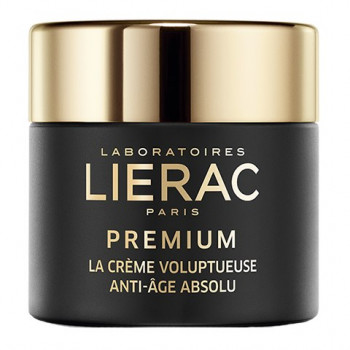 LABORATOIRES
LIERAC
PARIS
PREMIUM
LA CRÈME VOLUPTUEUSE
ANTI-ÂGE ABSOLU